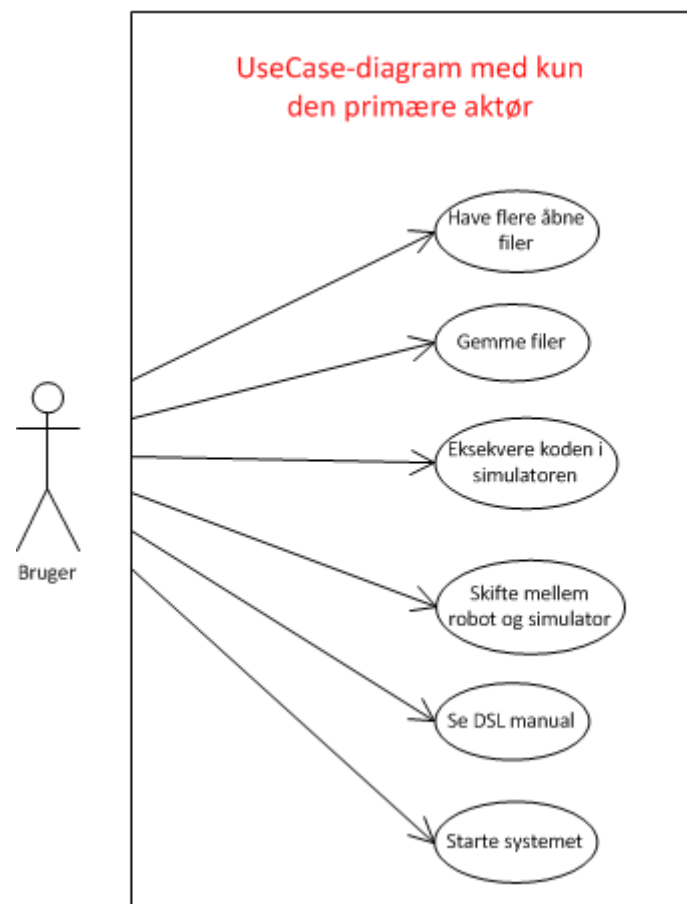 UseCase-diagram med kun
den primære aktør
Have flere åbne
filer
Gemme filer
Eksekvere koden i
simulatoren
Bruger
Skifte mellem
robot og simulator
Se DSL manual
Starte systemet